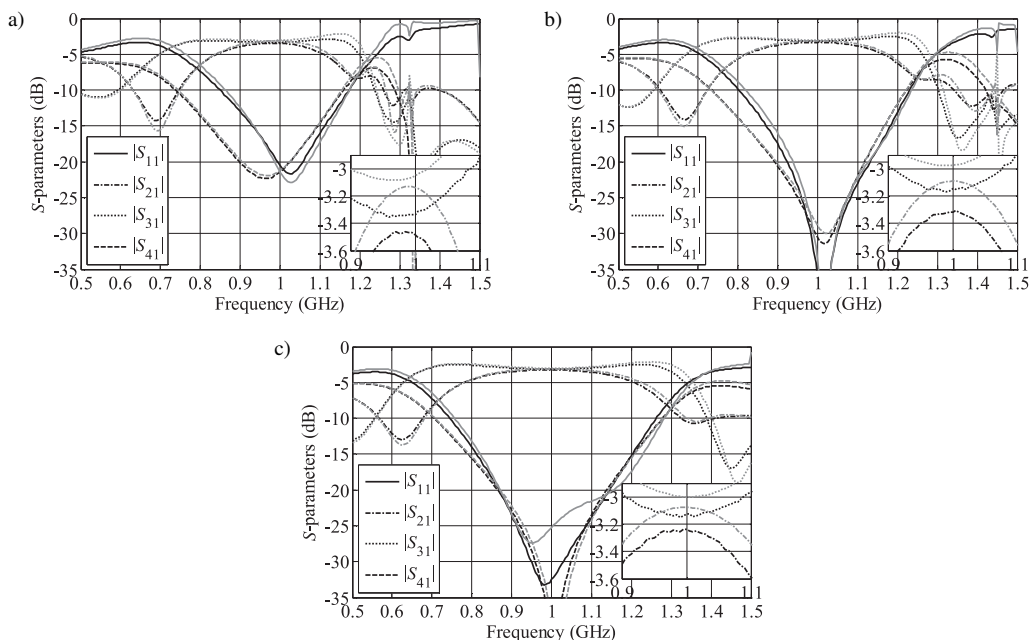 a)
S-parameters (dB)
0
-5
-10
-15
-20
-25
-30
-35
|S11|
|S21|
|S31|
|S41|
-3
-3.2
-3.4
-3.6
0.9 1 1.1
0.5 0.6 0.7 0.8 0.9 1 1.1 1.2 1.3 1.4 1.5
Frequency (GHz)
b)
S-parameters (dB)
0
-5
-10
-15
-20
-25
-30
-35
|S11|
|S21|
|S31|
|S41|
-3
-3.2
-3.4
-3.6
0.9 1 1.1
0.5 0.6 0.7 0.8 0.9 1 1.1 1.2 1.3 1.4 1.5
Frequency (GHz)
c)
S-parameters (dB)
0
-5
-10
-15
-20
-25
-30
-35
|S11|
|S21|
|S31|
|S41|
-3
-3.2
-3.4
-3.6
0.9 1 1.1
0.5 0.6 0.7 0.8 0.9 1 1.1 1.2 1.3 1.4 1.5
Frequency (GHz)